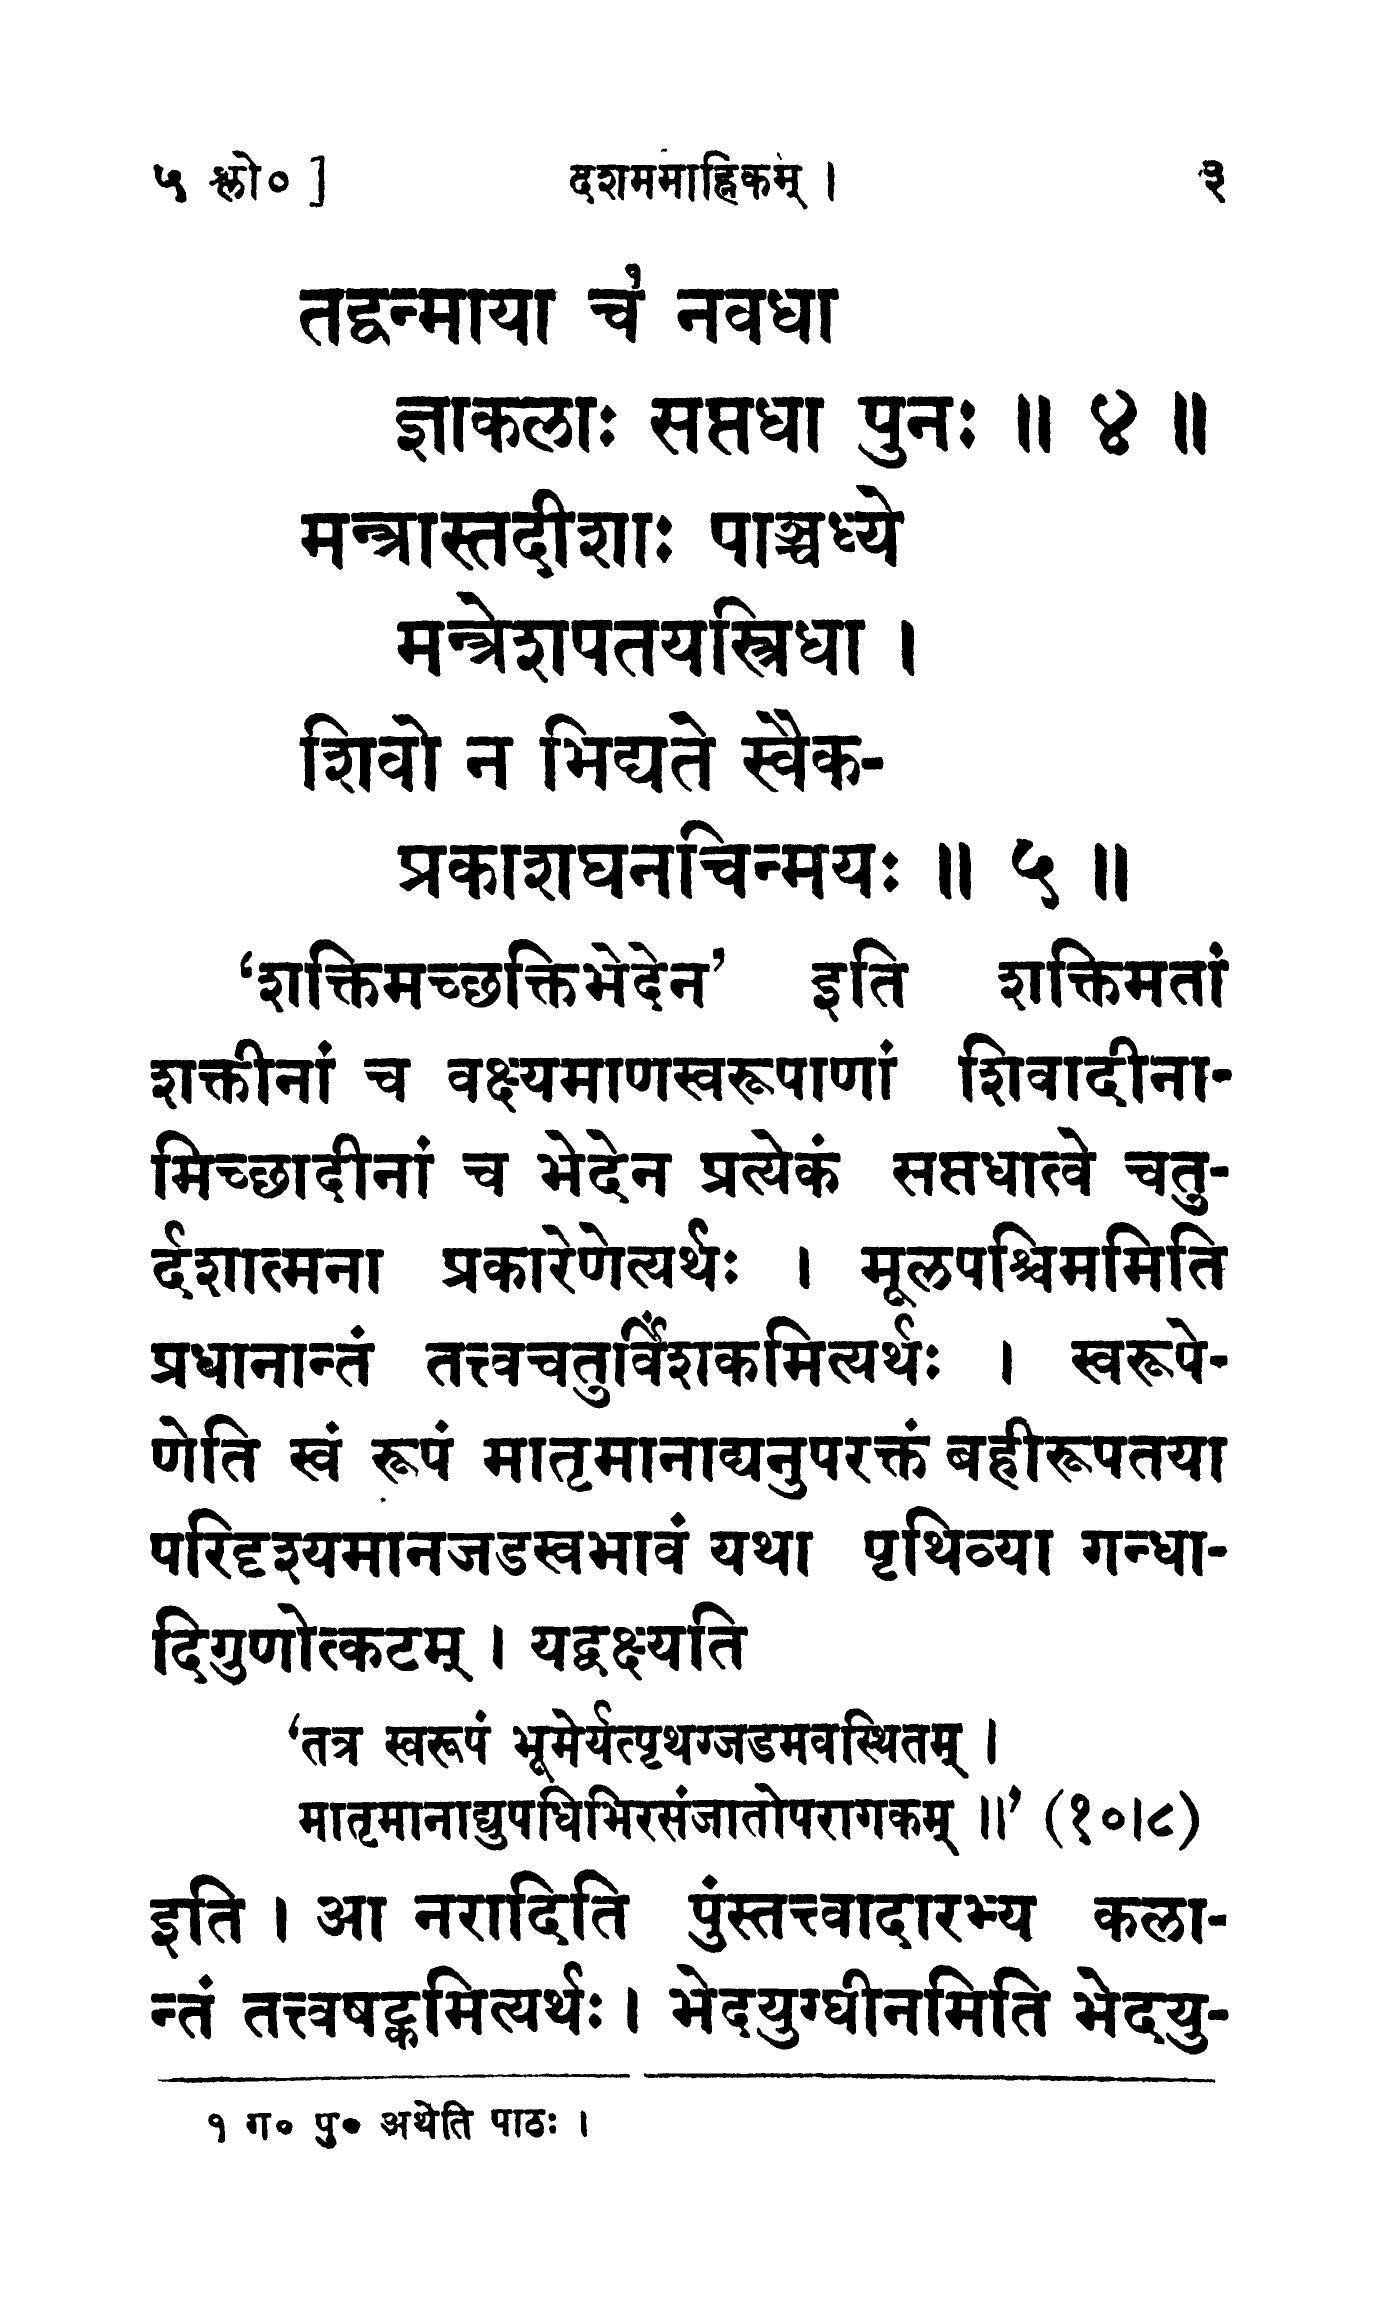 ५ श्लो० ] दशममाह्निकम् । ३
तद्वन्माया च१ नवधा
ज्ञाकलाः सप्तधा पुनः ॥ ४ ॥
मन्त्रास्तदीशाः पाञ्चध्ये
मन्त्रेशपतयस्त्रिधा ।
शिवो न भिद्यते स्वैक-
प्रकाशघनचिन्मयः ॥ ५ ॥
‘शक्तिमच्छक्तिभेदेन’ इति शक्तिमतां
शक्तीनां च वक्ष्यमाणस्वरूपाणां शिवादीना-
मिच्छादीनां च भेदेन प्रत्येकं सप्तधात्वे चतु-
र्दशात्मना प्रकारेणेत्यर्थः । मूलपश्चिममिति
प्रधानान्तं तत्त्वचतुर्विंशकमित्यर्थः । स्वरूपे-
णेति स्वं रूपं मातृमानाद्यनुपरक्तं बहीरूपतया
परिदृश्यमानजडस्वभावं यथा पृथिव्या गन्धा-
दिगुणोत्कटम् । यद्वक्ष्यति
‘तत्र स्वरूपं भूमेर्यत्पृथग्जडमवस्थितम् ।
मातृमानाद्युपधिभिरसंजातोपरागकम् ॥’ (१०।८)
इति । आ नरादिति पुंस्तत्त्वादारभ्य कला-
न्तं तत्त्वषट्कमित्यर्थः । भेदयुग्घीनमिति भेदयु-
१ ग० पु० अथेति पाठः ।